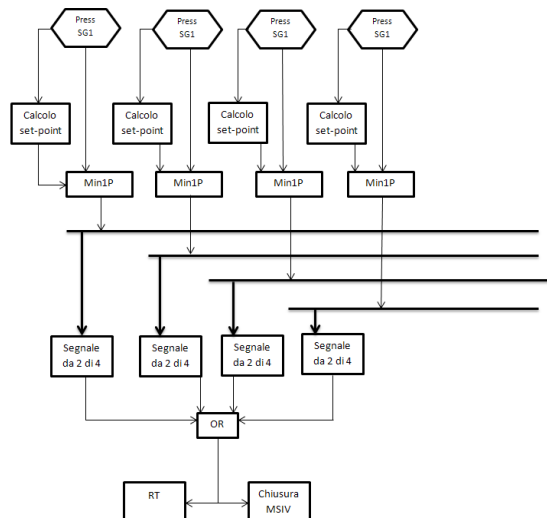 Press
SG1
Press
SG1
Press
SG1
Press
SG1
Calcolo
set-point
Calcolo
set-point
Calcolo
set-point
Calcolo
set-point
Min1P
Min1P
Min1P
Min1P
Segnale
da 2 di 4
Segnale
da 2 di 4
Segnale
da 2 di 4
Segnale
da 2 di 4
OR
RT
Chiusura
MSIV